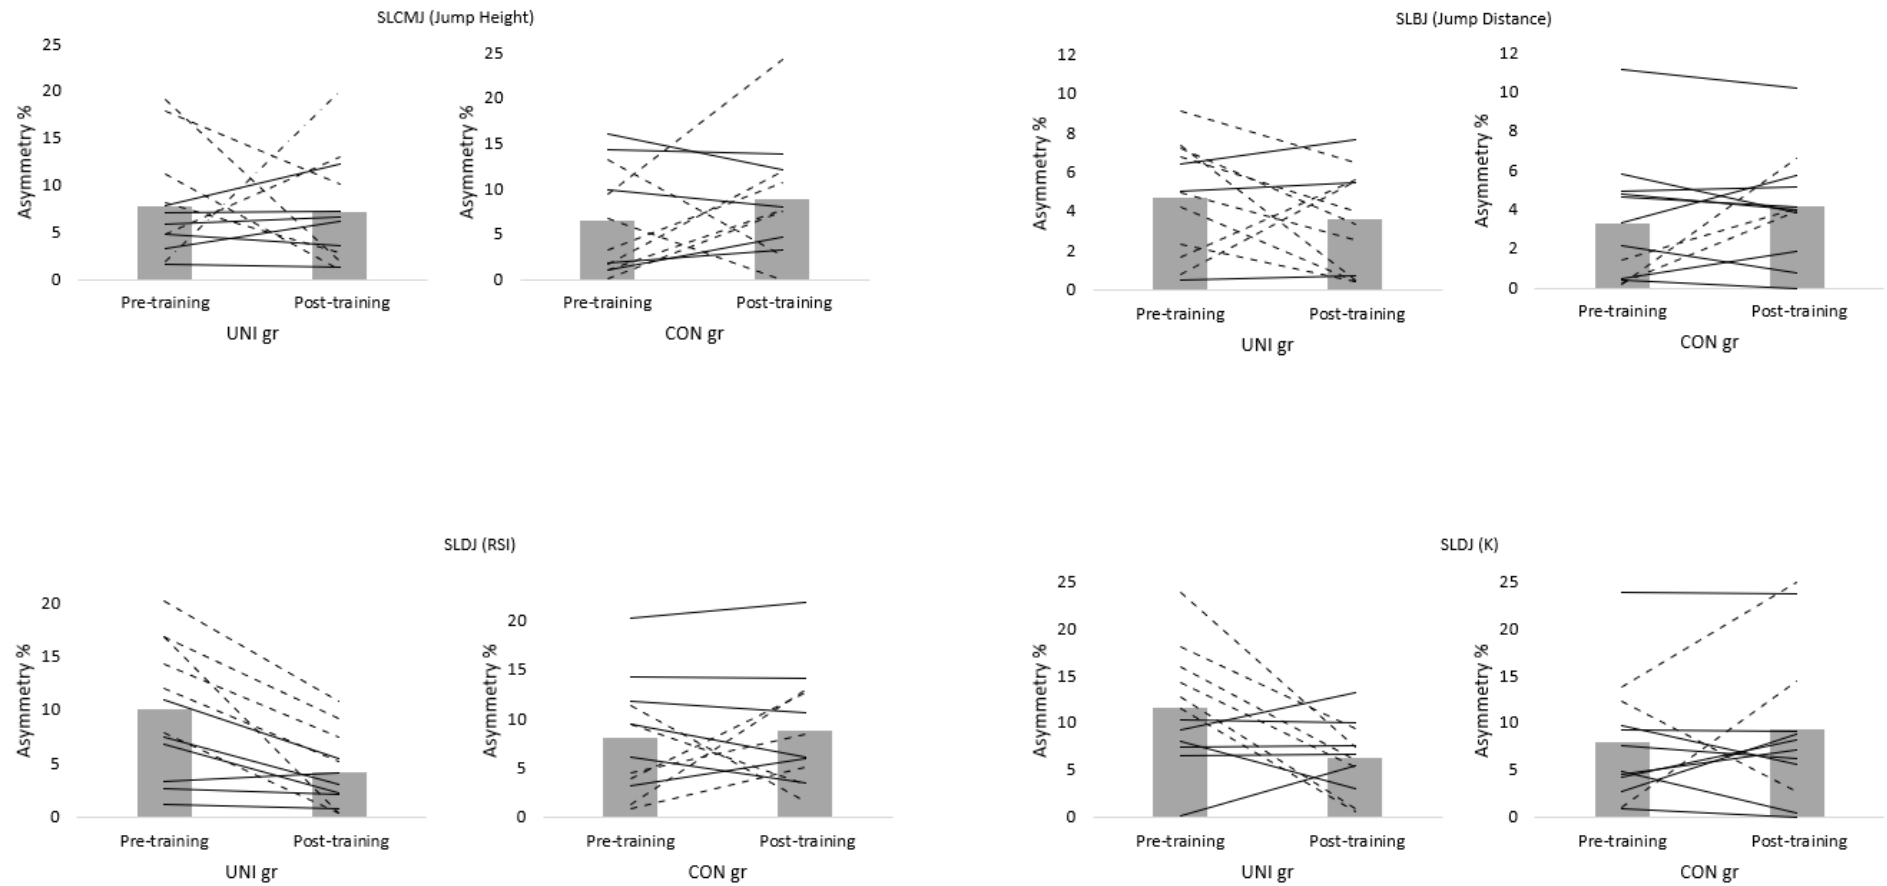 SLCMJ (Jump Height)
Asymmetry %
25
20
15
10
5
0
Pre-training
Post-training
UNI gr
Asymmetry %
25
20
15
10
5
0
Pre-training
Post-training
CON gr
SLBJ (Jump Distance)
Asymmetry %
12
10
8
6
4
2
0
Pre-training
Post-training
UNI gr
Asymmetry %
12
10
8
6
4
2
0
Pre-training
Post-training
CON gr
SLDJ (RSI)
Asymmetry %
20
15
10
5
0
Pre-training
Post-training
UNI gr
Asymmetry %
20
15
10
5
0
Pre-training
Post-training
CON gr
SLDJ (K)
Asymmetry %
25
20
15
10
5
0
Pre-training
Post-training
UNI gr
Asymmetry %
25
20
15
10
5
0
Pre-training
Post-training
CON gr